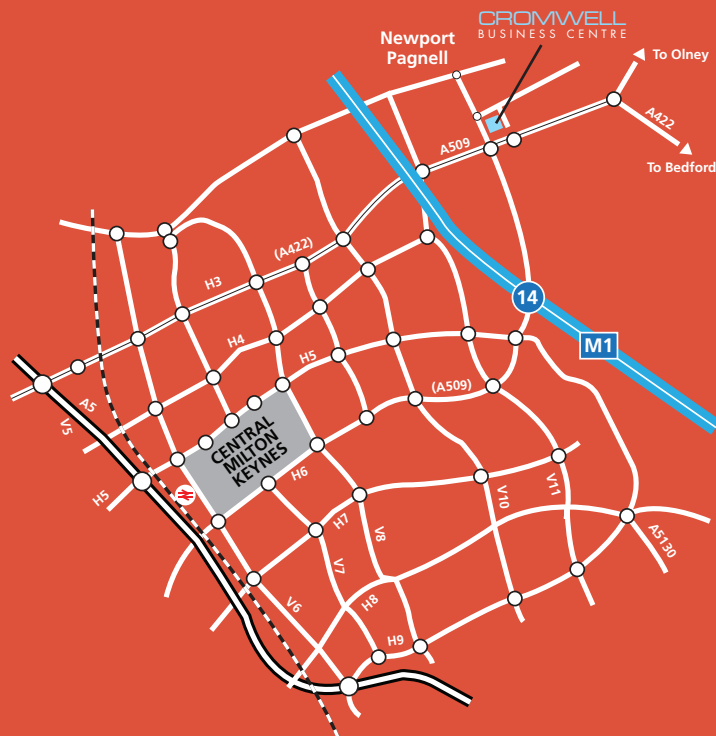 CROMWELL
BUSINESS CENTRE
Newport
Pagnell
To Olney
A422
A509
To Bedford
(A422)
H3
14
H4
M1
H5
(A509)
A5
V5
CENTRAL
MILTON
KEYNES
H6
H5
V10
V11
H7
V8
A5130
V7
V6
H8
H9